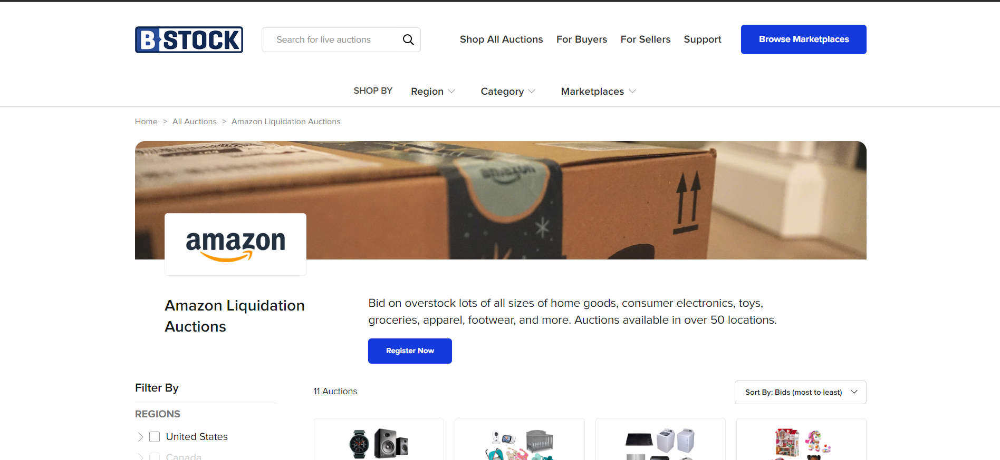 B STOCK
Search for live auctions
Shop All Auctions
For Buyers
For Sellers
Support
Browse Marketplaces
SHOP BY
Region
Category
Marketplaces
Home > All Auctions > Amazon Liquidation Auctions
amazon
amazon
Amazon Liquidation
Auctions
Bid on overstock lots of all sizes of home goods, consumer electronics, toys,
groceries, apparel, footwear, and more. Auctions available in over 50 locations.
Register Now
Filter By
11 Auctions
Sort By: Bids (most to least)
REGIONS
United States
Canada